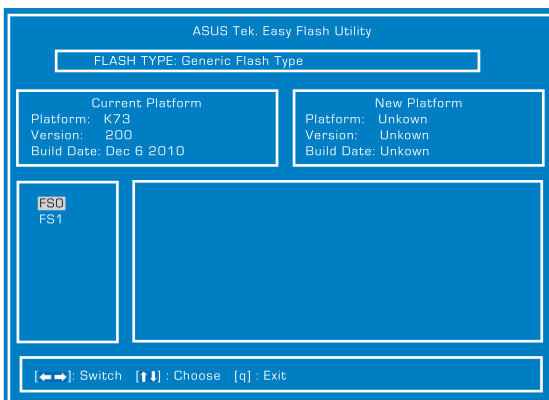 ASUS Tek. Easy Flash Utility
FLASH TYPE: Generic Flash Type
Current Platform
Platform: K73
Version: 200
Build Date: Dec 6 2010
New Platform
Platform: Unkown
Version: Unkown
Build Date: Unkown
FS0
FS1
[←→]: Switch [↑↓] : Choose [q] : Exit